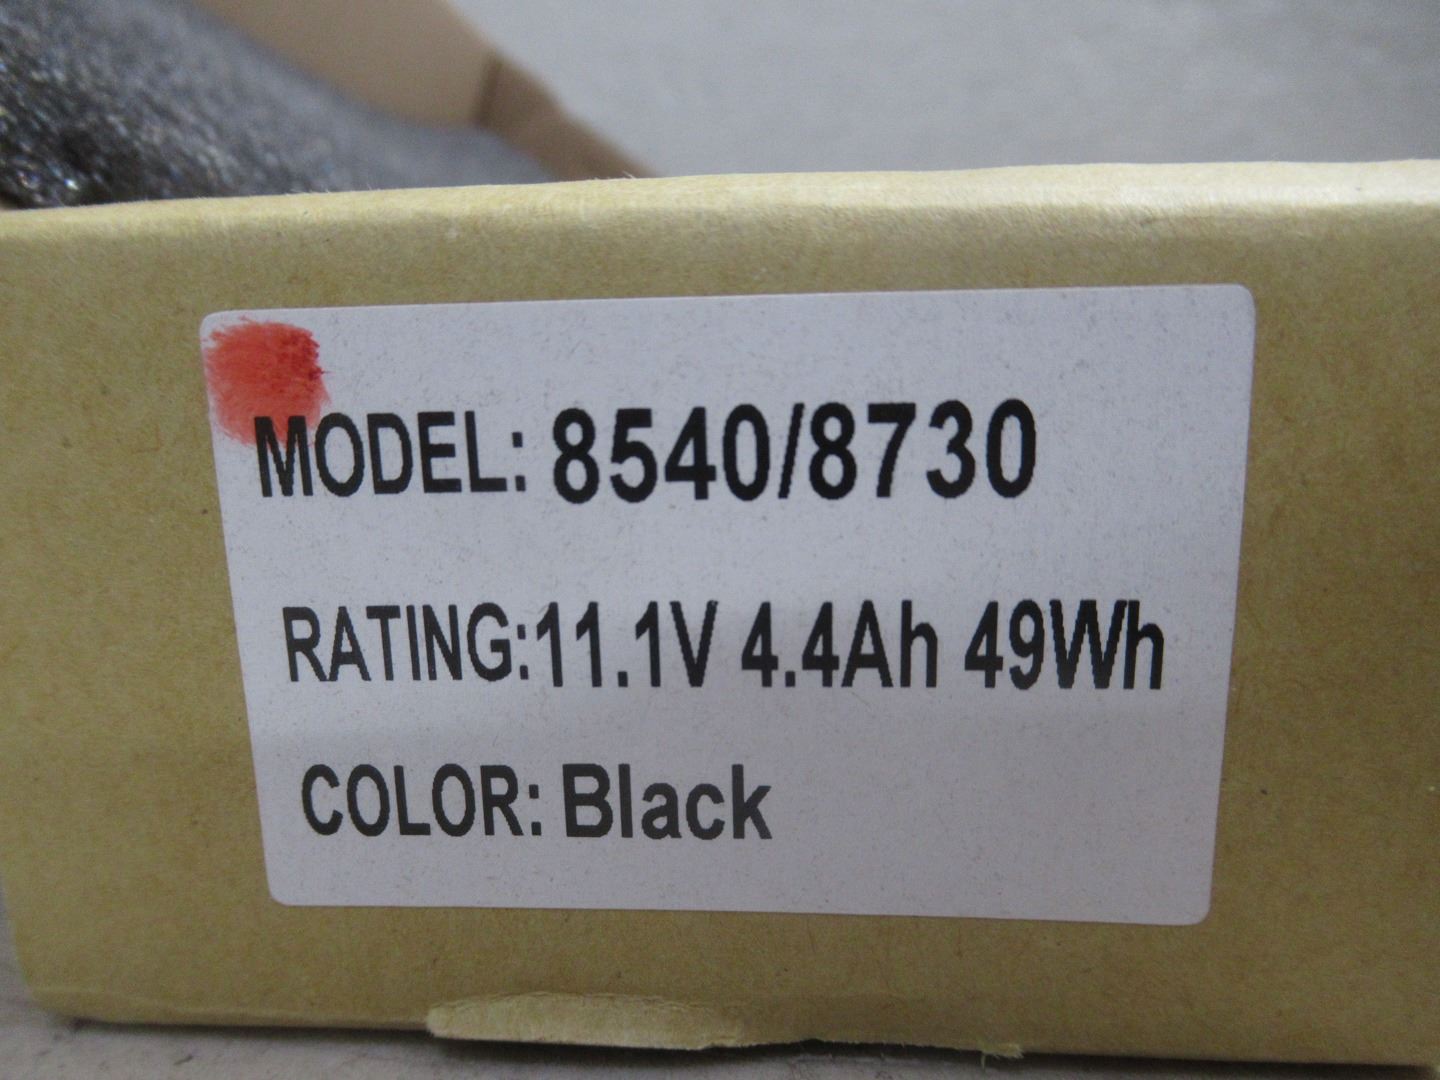 MODEL: 8540/8730
RATING:11.1V 4.4Ah 49Wh
COLOR: Black